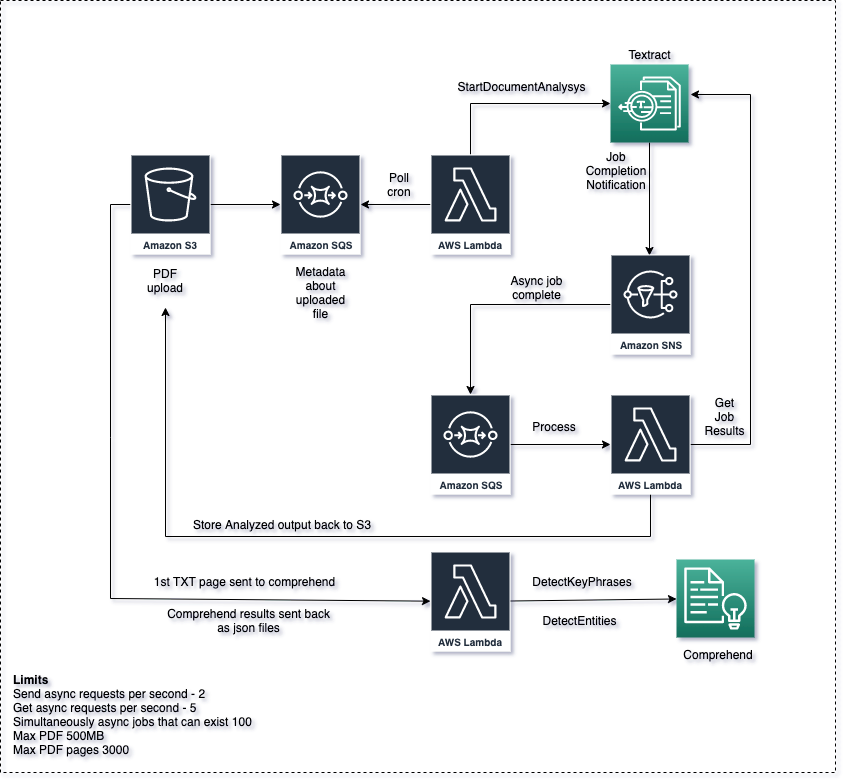 Textract
StartDocumentAnalysys
Job
Completion
Notification
Poll
cron
Amazon S3
Amazon SQS
AWS Lambda
PDF
upload
Metadata
about
uploaded
file
Async job
complete
Amazon SNS
Get
Job
Results
Process
Amazon SQS
AWS Lambda
Store Analyzed output back to S3
1st TXT page sent to comprehend
DetectKeyPhrases
Comprehend results sent back
as json files
DetectEntities
AWS Lambda
Comprehend
Limits
Send async requests per second - 2
Get async requests per second - 5
Simultaneously async jobs that can exist 100
Max PDF 500MB
Max PDF pages 3000